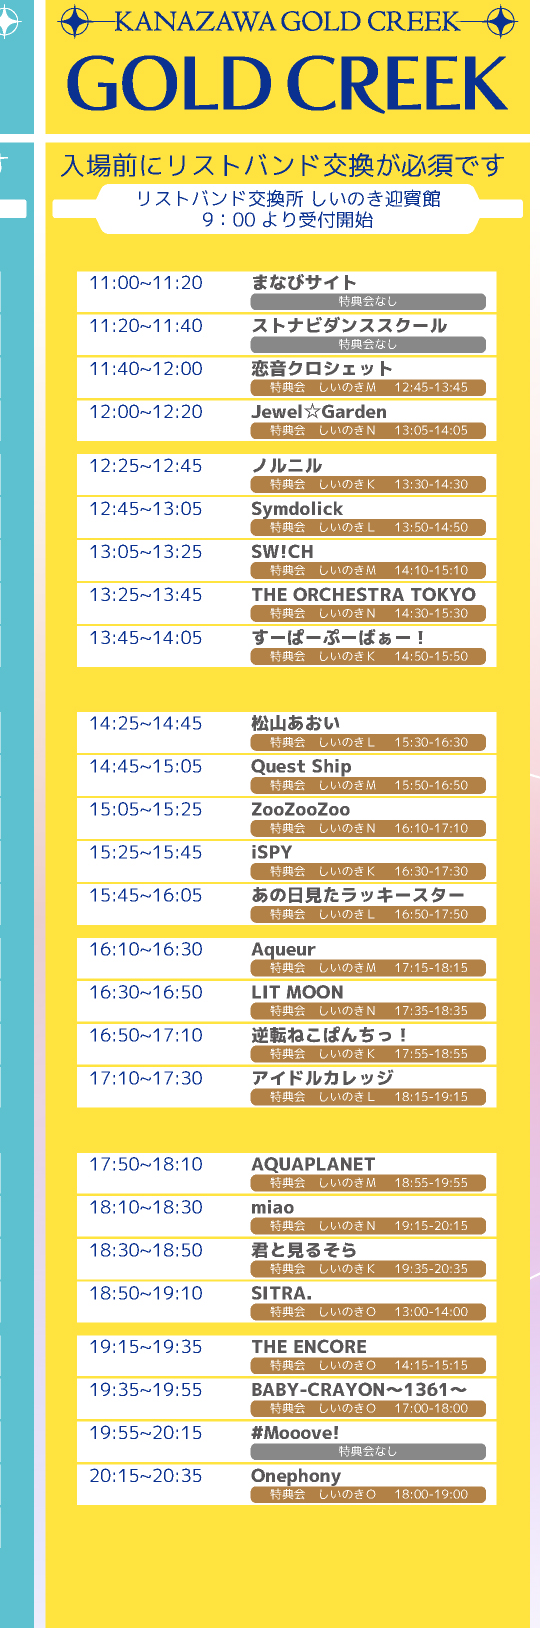 KANAZAWA GOLD CREEK
GOLD CREEK
す
入場前にリストバンド交換が必須です
リストバンド交換所 しいのき迎賓館
9：00 より受付開始
11:00~11:20 まなびサイト
特典会なし
11:20~11:40 ストナビダンススクール
特典会なし
11:40~12:00 恋音クロシェット
特典会 しいのきM 12:45-13:45
12:00~12:20 Jewel☆Garden
特典会 しいのきN 13:05-14:05
12:25~12:45 ノルニル
特典会 しいのきK 13:30-14:30
12:45~13:05 Symdolick
特典会 しいのきL 13:50-14:50
13:05~13:25 SW!CH
特典会 しいのきM 14:10-15:10
13:25~13:45 THE ORCHESTRA TOKYO
特典会 しいのきN 14:30-15:30
13:45~14:05 すーぱーぷーばぁー！
特典会 しいのきK 14:50-15:50
14:25~14:45 松山あおい
特典会 しいのきL 15:30-16:30
14:45~15:05 Quest Ship
特典会 しいのきM 15:50-16:50
15:05~15:25 ZooZooZoo
特典会 しいのきN 16:10-17:10
15:25~15:45 iSPY
特典会 しいのきK 16:30-17:30
15:45~16:05 あの日見たラッキースター
特典会 しいのきL 16:50-17:50
16:10~16:30 Aqueur
特典会 しいのきM 17:15-18:15
16:30~16:50 LIT MOON
特典会 しいのきN 17:35-18:35
16:50~17:10 逆転ねこぱんちっ！
特典会 しいのきK 17:55-18:55
17:10~17:30 アイドルカレッジ
特典会 しいのきL 18:15-19:15
17:50~18:10 AQUAPLANET
特典会 しいのきM 18:55-19:55
18:10~18:30 miao
特典会 しいのきN 19:15-20:15
18:30~18:50 君と見るそら
特典会 しいのきK 19:35-20:35
18:50~19:10 SITRA.
特典会 しいのきO 13:00-14:00
19:15~19:35 THE ENCORE
特典会 しいのきO 14:15-15:15
19:35~19:55 BABY-CRAYON～1361～
特典会 しいのきO 17:00-18:00
19:55~20:15 #Mooove!
特典会なし
20:15~20:35 Onephony
特典会 しいのきO 18:00-19:00